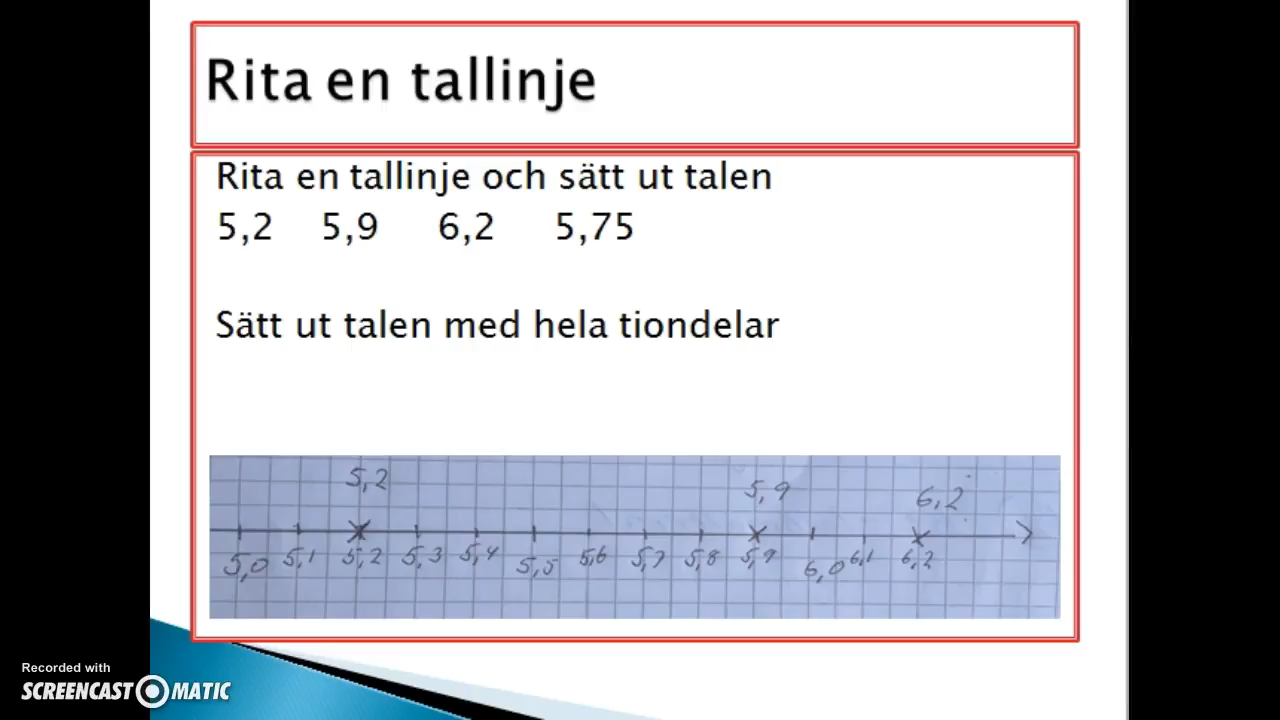 Rita en tallinje
Rita en tallinje och sätt ut talen
5,2 5,9 6,2 5,75
Sätt ut talen med hela tiondelar
5,2 5,9 6,2
5,0 5,1 5,2 5,3 5,4 5,5 5,6 5,7 5,8 5,9 6,0 6,1 6,2
Recorded with
SCREENCAST O MATIC